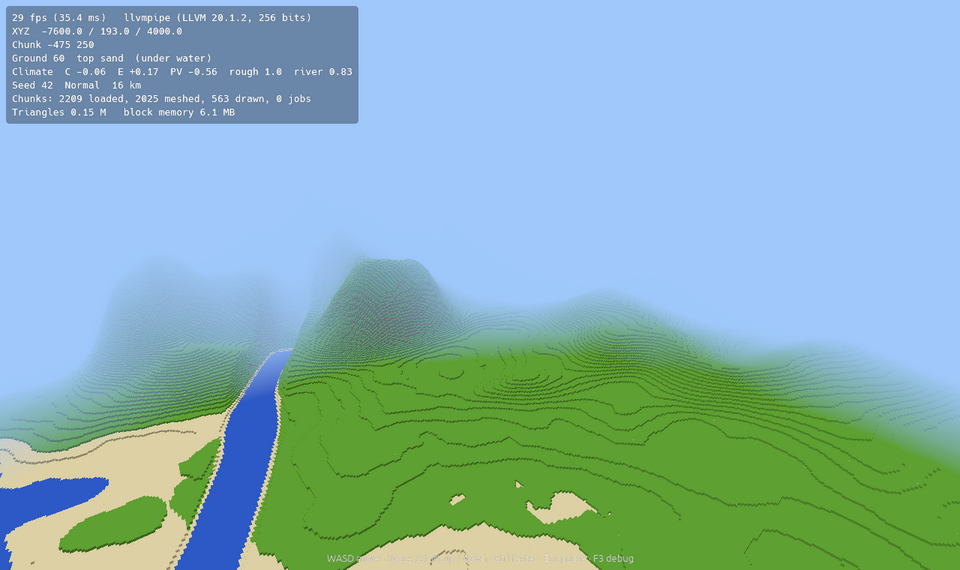 29 fps (35.4 ms)   llvmpipe (LLVM 20.1.2, 256 bits)
XYZ  -7600.0 / 193.0 / 4000.0
Chunk -475 250
Ground 60  top sand  (under water)
Climate  C -0.06  E +0.17  PV -0.56  rough 1.0  river 0.83
Seed 42  Normal  16 km
Chunks: 2209 loaded, 2025 meshed, 563 drawn, 0 jobs
Triangles 0.15 M   block memory 6.1 MB
WASD F3 debug